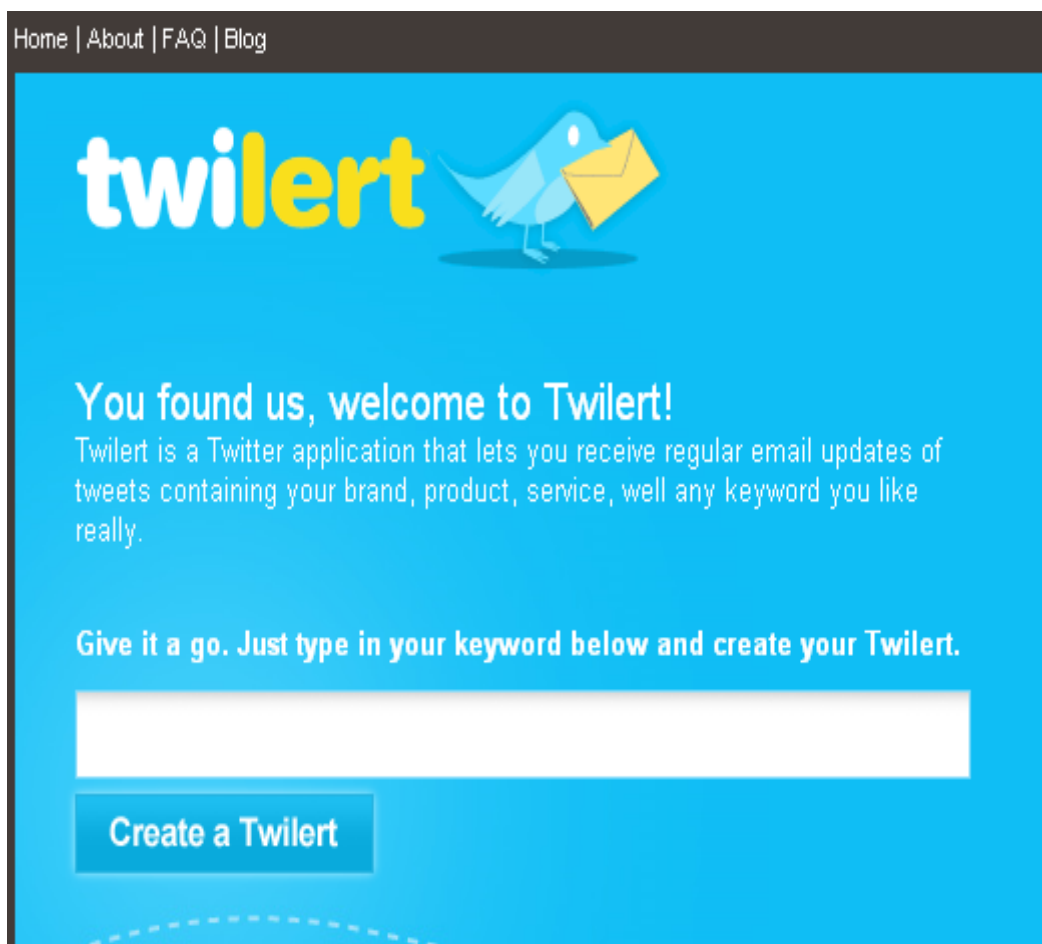 Home | About | FAQ | Blog
twilert
You found us, welcome to Twilert!
Twilert is a Twitter application that lets you receive regular email updates of
tweets containing your brand, product, service, well any keyword you like
really.
Give it a go. Just type in your keyword below and create your Twilert.
Create a Twilert